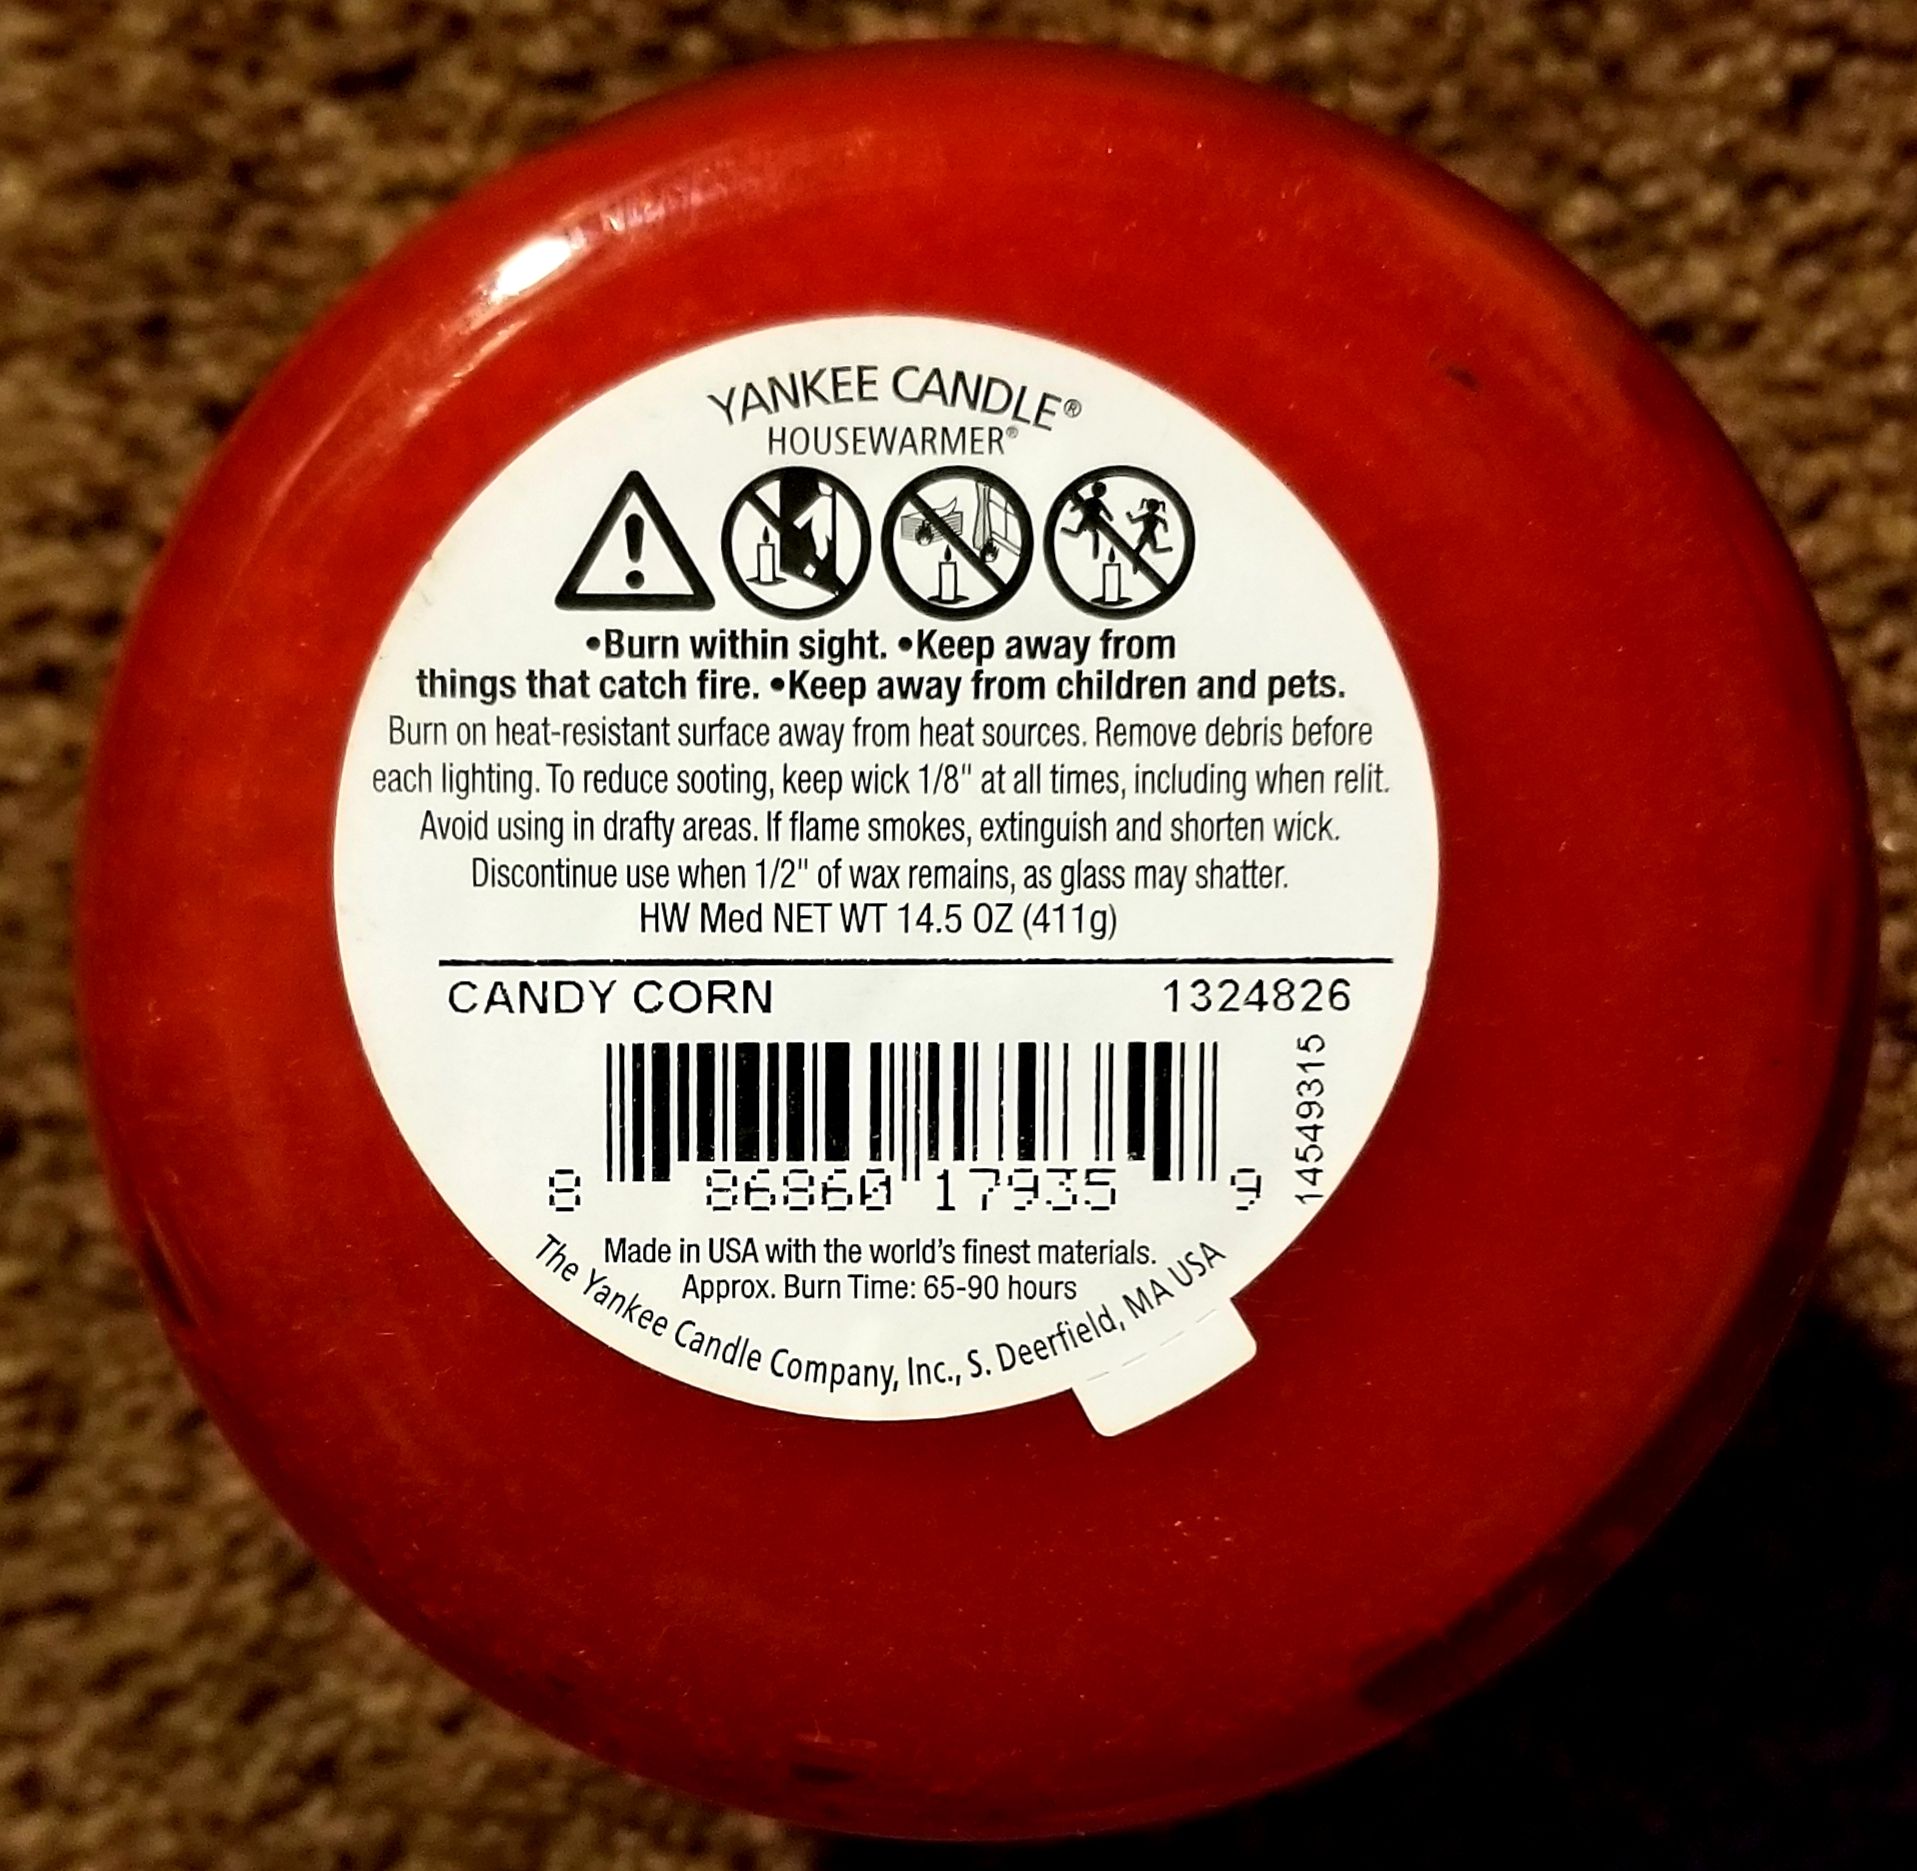 YANKEE CANDLE®
HOUSEWARMER®
•Burn within sight. •Keep away from
things that catch fire. •Keep away from children and pets.
Burn on heat-resistant surface away from heat sources. Remove debris before
each lighting. To reduce sooting, keep wick 1/8" at all times, including when relit.
Avoid using in drafty areas. If flame smokes, extinguish and shorten wick.
Discontinue use when 1/2" of wax remains, as glass may shatter.
HW Med NET WT 14.5 OZ (411g)
CANDY CORN 1324826
14549315
8 86860 17935 9
Made in USA with the world's finest materials.
Approx. Burn Time: 65-90 hours
The Yankee Candle Company, Inc., S. Deerfield, MA USA